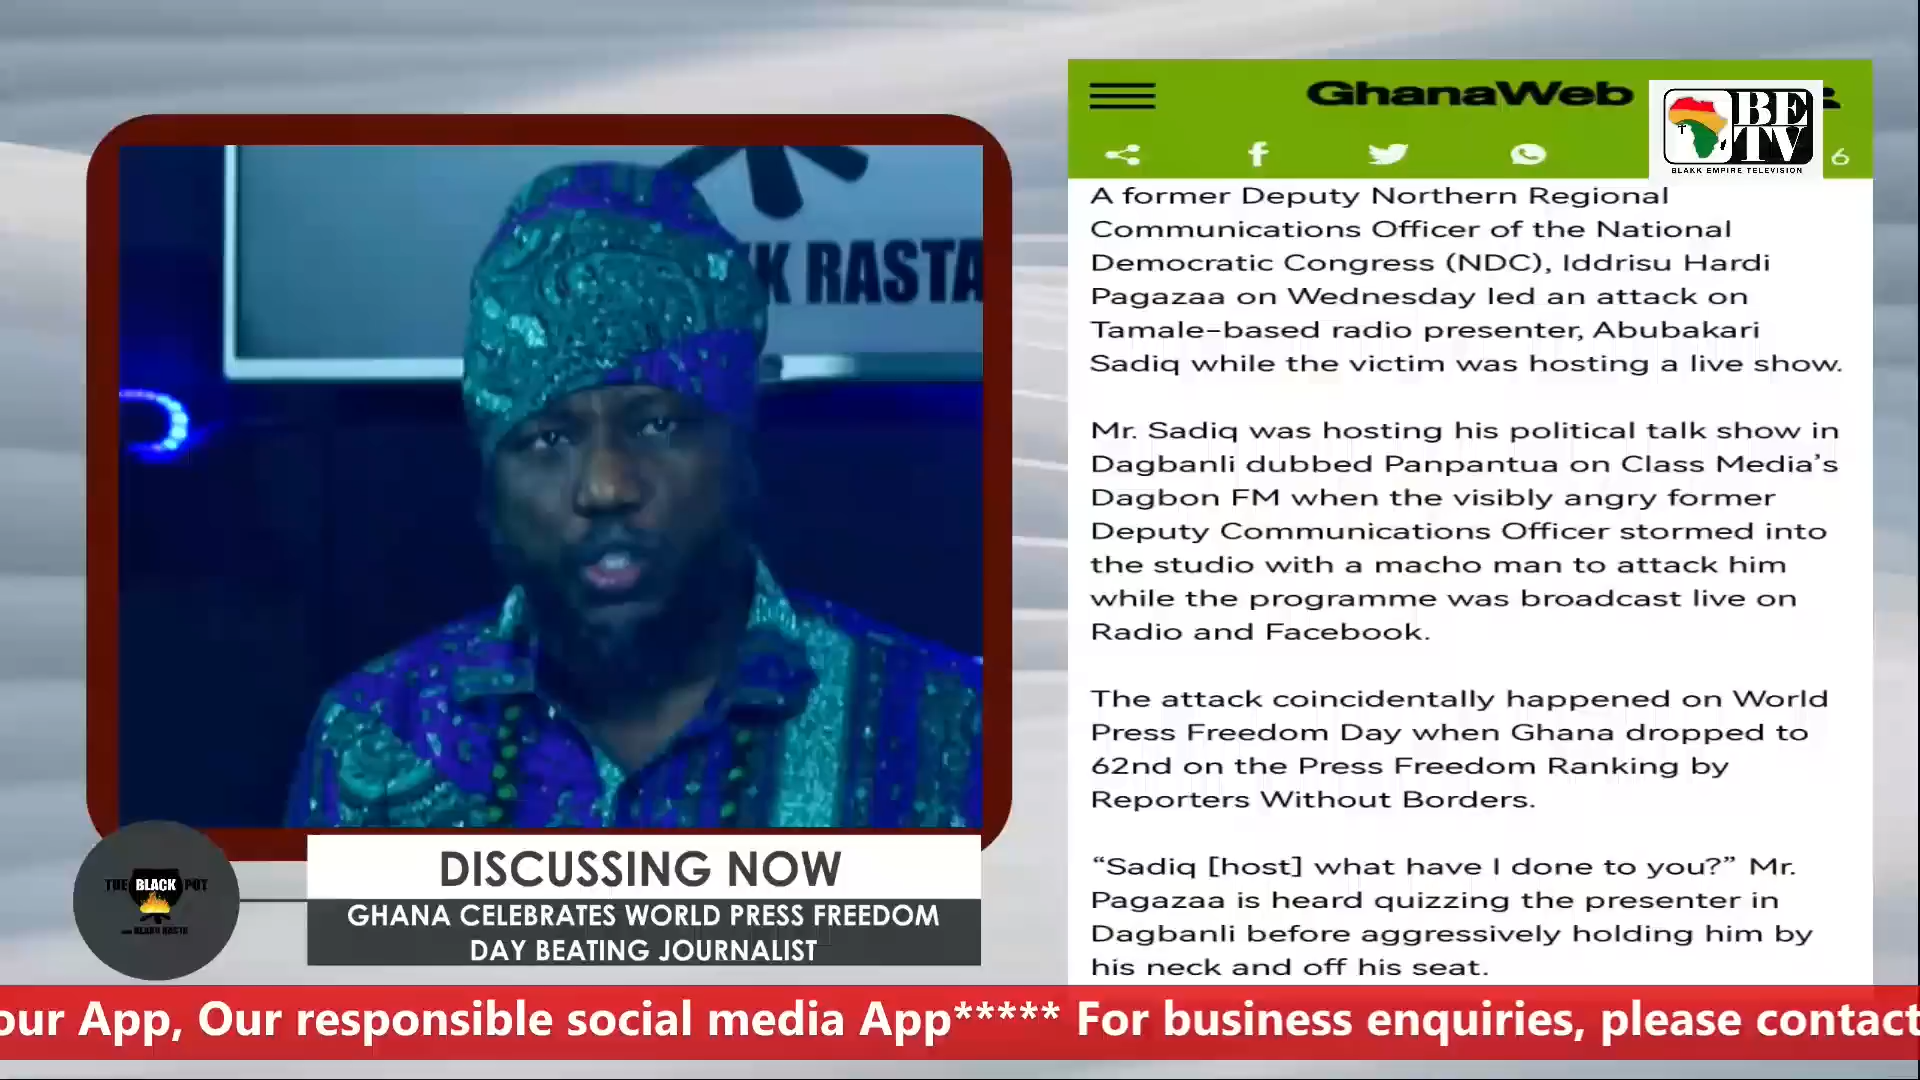 GhanaWeb
BE
TV
BLAKK EMPIRE TELEVISION
6
K RASTA
A former Deputy Northern Regional
Communications Officer of the National
Democratic Congress (NDC), Iddrisu Hardi
Pagazaa on Wednesday led an attack on
Tamale-based radio presenter, Abubakari
Sadiq while the victim was hosting a live show.
Mr. Sadiq was hosting his political talk show in
Dagbanli dubbed Panpantua on Class Media’s
Dagbon FM when the visibly angry former
Deputy Communications Officer stormed into
the studio with a macho man to attack him
while the programme was broadcast live on
Radio and Facebook.
The attack coincidentally happened on World
Press Freedom Day when Ghana dropped to
62nd on the Press Freedom Ranking by
Reporters Without Borders.
“Sadiq [host] what have I done to you?” Mr.
Pagazaa is heard quizzing the presenter in
Dagbanli before aggressively holding him by
his neck and off his seat.
THE BLACK POT
BLAKK RASTA
DISCUSSING NOW
GHANA CELEBRATES WORLD PRESS FREEDOM
DAY BEATING JOURNALIST
our App, Our responsible social media App***** For business enquiries, please contact